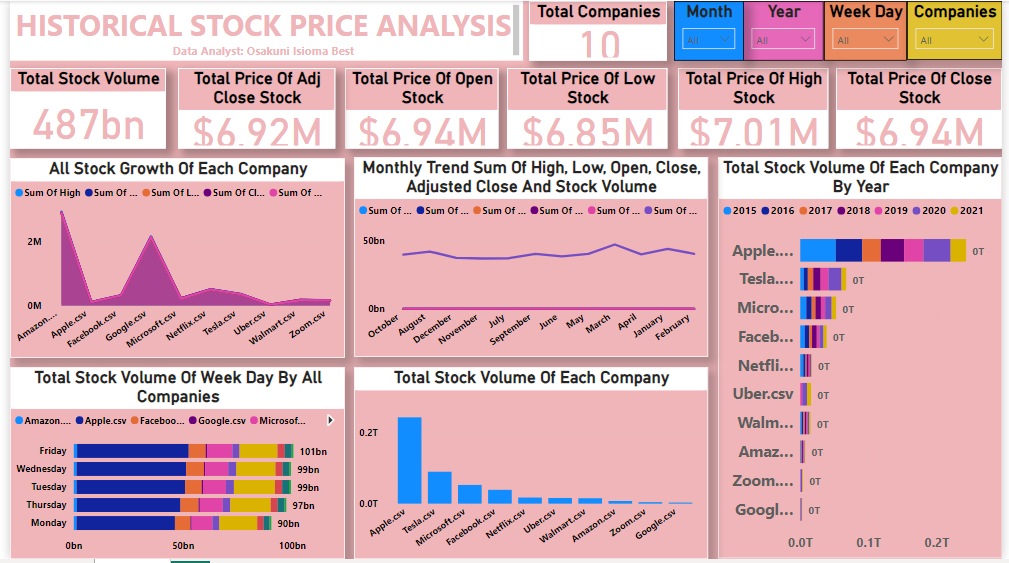 HISTORICAL STOCK PRICE ANALYSIS
Data Analyst: Osakuni Isioma Best
Total Companies
10
Month
All
Year
All
Week Day
All
Companies
All
Total Stock Volume
487bn
Total Price Of Adj
Close Stock
$6.92M
Total Price Of Open
Stock
$6.94M
Total Price Of Low
Stock
$6.85M
Total Price Of High
Stock
$7.01M
Total Price Of Close
Stock
$6.94M
All Stock Growth Of Each Company
Sum Of High Sum Of ... Sum Of L... Sum Of Cl... Sum Of ...
2M
0M
Amazon.... Apple.csv Facebook.csv Google.csv Microsoft.csv Netflix.csv Tesla.csv Uber.csv Walmart.csv Zoom.csv
Monthly Trend Sum Of High, Low, Open, Close,
Adjusted Close And Stock Volume
Sum Of ... Sum Of ... Sum Of ... Sum Of ... Sum Of ... Sum Of ...
50bn
0bn
October August December November July September June May March April January February
Total Stock Volume Of Each Company
By Year
2015 2016 2017 2018 2019 2020 2021
Apple.... 0T
Tesla.... 0T
Micro... 0T
Faceb... 0T
Netfli... 0T
Uber.csv 0T
Walm... 0T
Amaz... 0T
Zoom.... 0T
Googl... 0T
0.0T 0.1T 0.2T
Total Stock Volume Of Week Day By All
Companies
Amazon.... Apple.csv Faceboo... Google.csv Microsof...
Friday 101bn
Wednesday 99bn
Tuesday 99bn
Thursday 97bn
Monday 90bn
0bn 50bn 100bn
Total Stock Volume Of Each Company
0.2T
0.0T
Apple.csv Tesla.csv Microsoft.csv Facebook.csv Netflix.csv Uber.csv Walmart.csv Amazon.csv Zoom.csv Google.csv